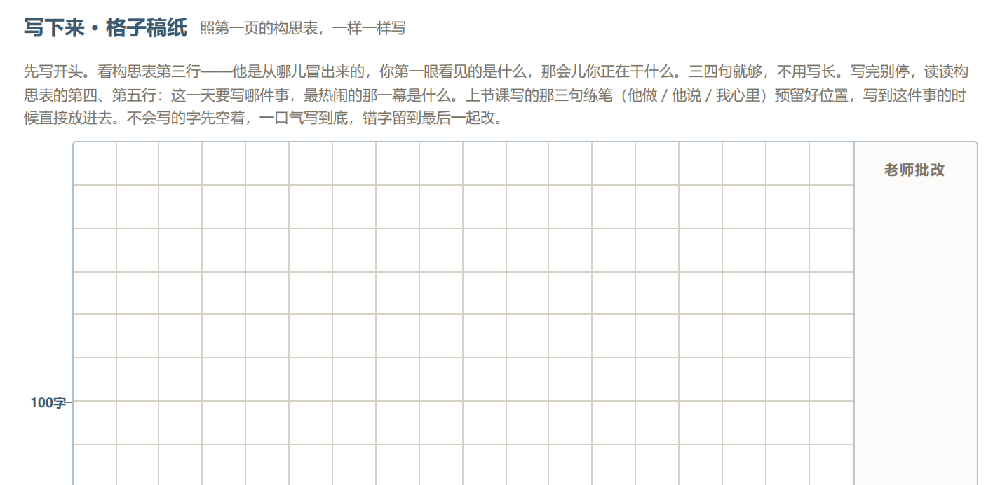 写下来·格子稿纸 照第一页的构思表，一样一样写
先写开头。看构思表第三行——他是从哪儿冒出来的，你第一眼看见的是什么，那会儿你正在干什么。三四句就够，不用写长。写完别停，读读构
思表的第四、第五行：这一天要写哪件事，最热闹的那一幕是什么。上节课写的那三句练笔（他做 / 他说 / 我心里）预留好位置，写到这件事的时
候直接放进去。不会写的字先空着，一口气写到底，错字留到最后一起改。
老师批改
100字